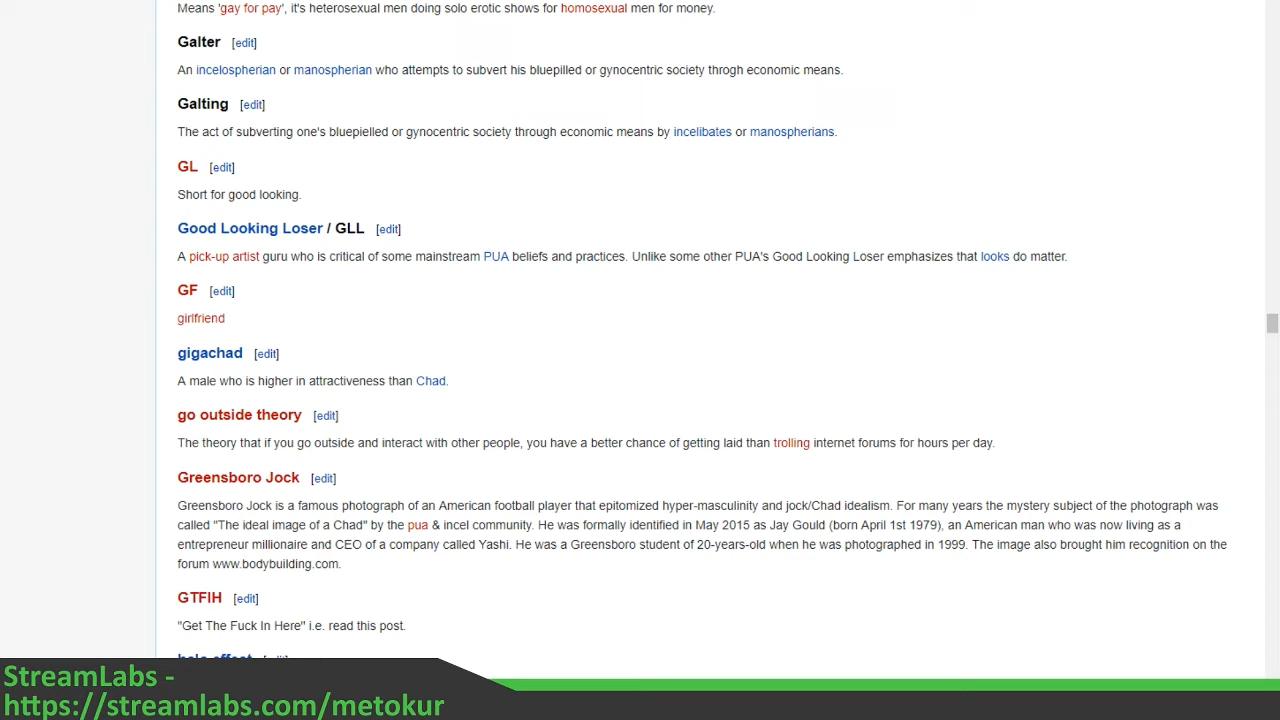 Means 'gay for pay', it's heterosexual men doing solo erotic shows for homosexual men for money.
Galter [edit]
An incelospherian or manospherian who attempts to subvert his bluepilled or gynocentric society throgh economic means.
Galting [edit]
The act of subverting one's bluepielled or gynocentric society through economic means by incelibates or manospherians.
GL [edit]
Short for good looking.
Good Looking Loser / GLL [edit]
A pick-up artist guru who is critical of some mainstream PUA beliefs and practices. Unlike some other PUA's Good Looking Loser emphasizes that looks do matter.
GF [edit]
girlfriend
gigachad [edit]
A male who is higher in attractiveness than Chad.
go outside theory [edit]
The theory that if you go outside and interact with other people, you have a better chance of getting laid than trolling internet forums for hours per day.
Greensboro Jock [edit]
Greensboro Jock is a famous photograph of an American football player that epitomized hyper-masculinity and jock/Chad idealism. For many years the mystery subject of the photograph was
called "The ideal image of a Chad" by the pua & incel community. He was formally identified in May 2015 as Jay Gould (born April 1st 1979), an American man who was now living as a
entrepreneur millionaire and CEO of a company called Yashi. He was a Greensboro student of 20-years-old when he was photographed in 1999. The image also brought him recognition on the
forum www.bodybuilding.com.
GTFIH [edit]
"Get The Fuck In Here" i.e. read this post.
halo effect [edit]
StreamLabs -
https://streamlabs.com/metokur